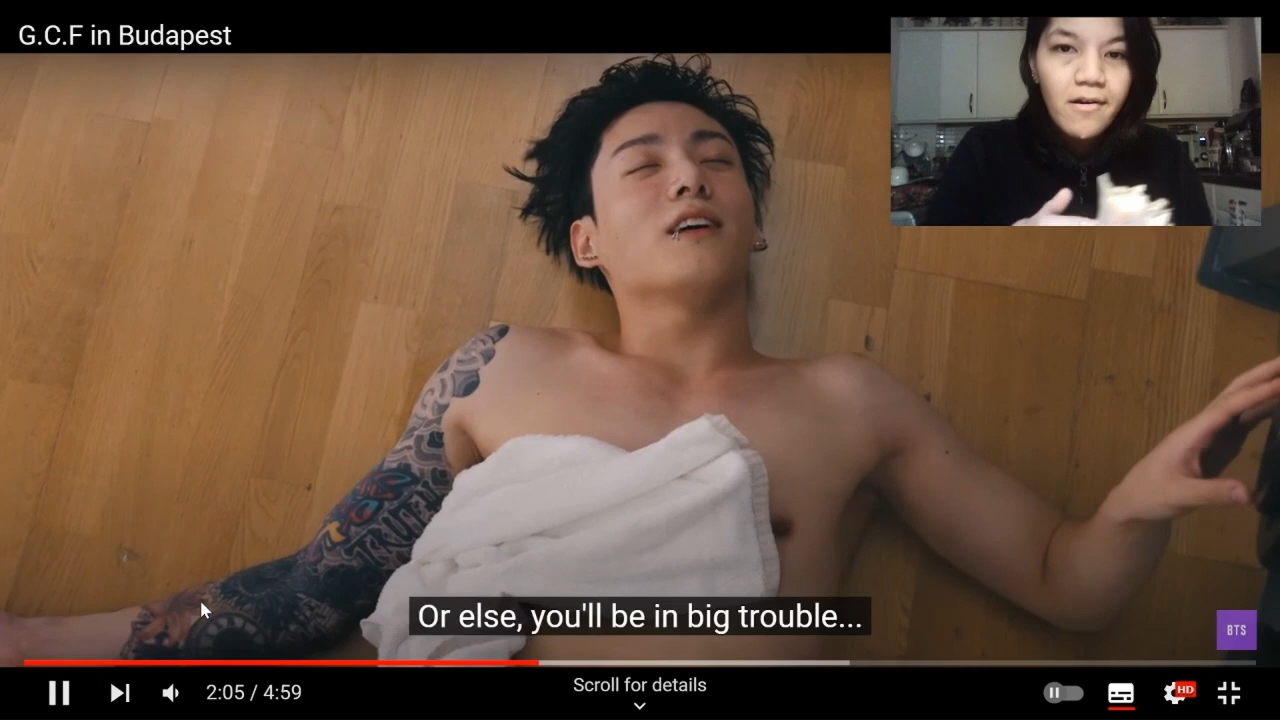 G.C.F in Budapest
Or else, you'll be in big trouble...
BTS
2:05 / 4:59
Scroll for details
HD